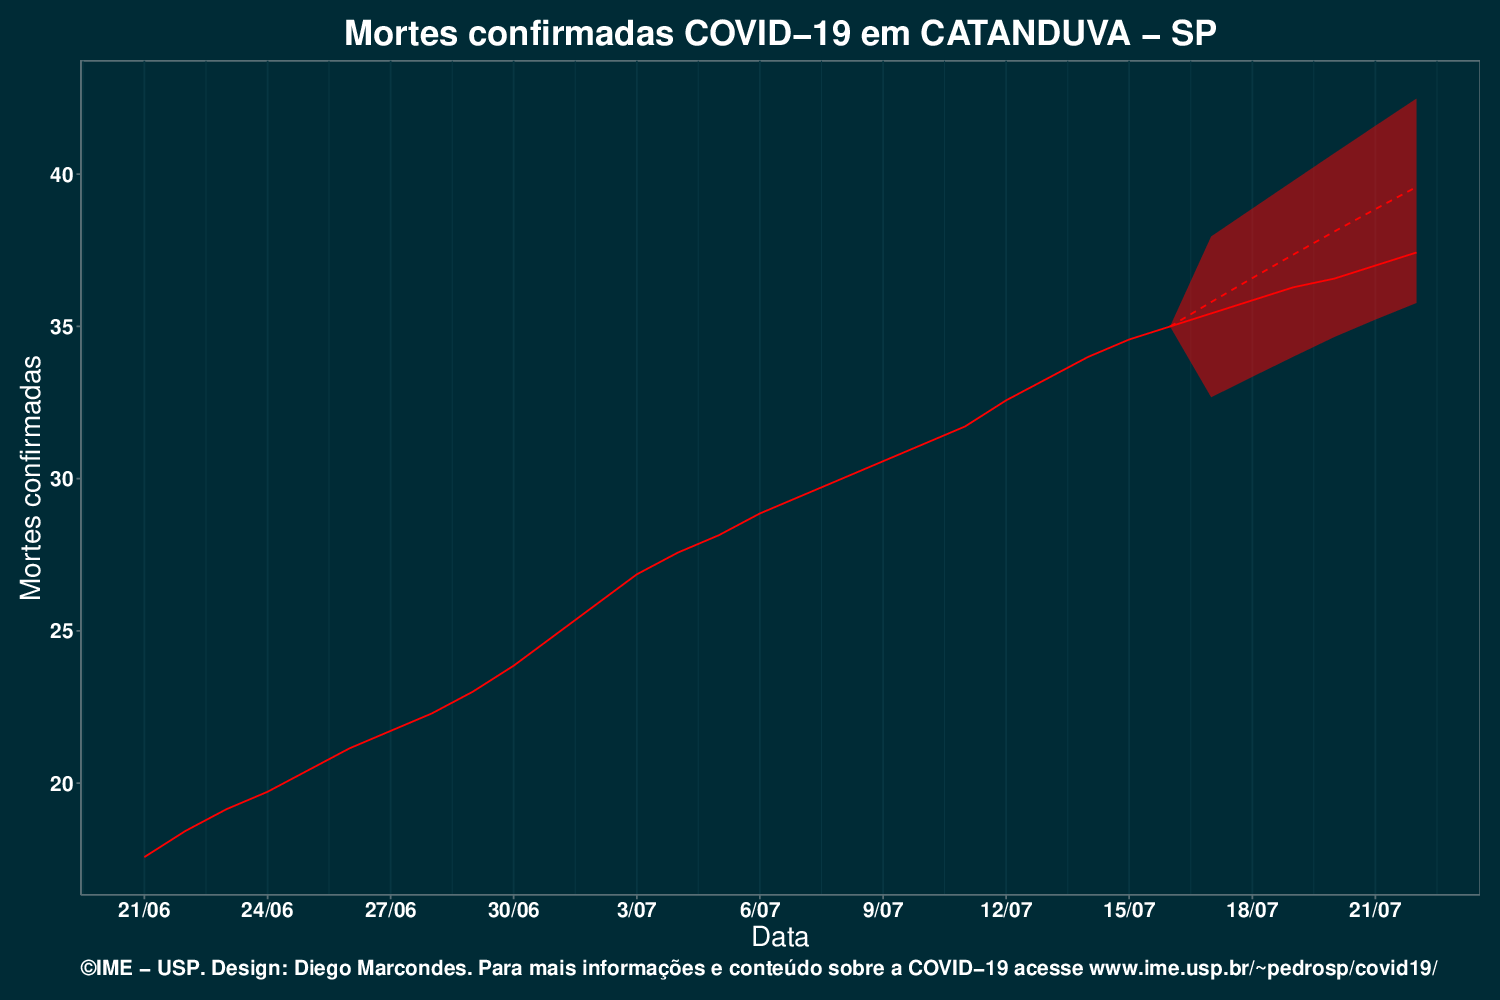 Mortes confirmadas COVID−19 em CATANDUVA − SP
Mortes confirmadas
40
35
30
25
20
21/06 24/06 27/06 30/06 3/07 6/07 9/07 12/07 15/07 18/07 21/07
Data
©IME − USP. Design: Diego Marcondes. Para mais informações e conteúdo sobre a COVID−19 acesse www.ime.usp.br/~pedrosp/covid19/